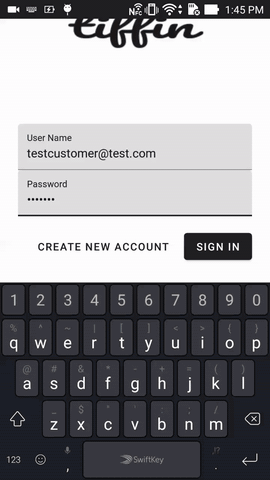 NFC 1:45 PM
tiffin
User Name
testcustomer@test.com
Password
•••••••
CREATE NEW ACCOUNT SIGN IN
1 2 3 4 5 6 7 8 9 0
% ^ ~ | [ ] < > { }
q w e r t y u i o p
@ # & * - + = ( )
a s d f g h j k l
_ $ " ' : ; /
z x c v b n m
123 , SwiftKey ,!? .